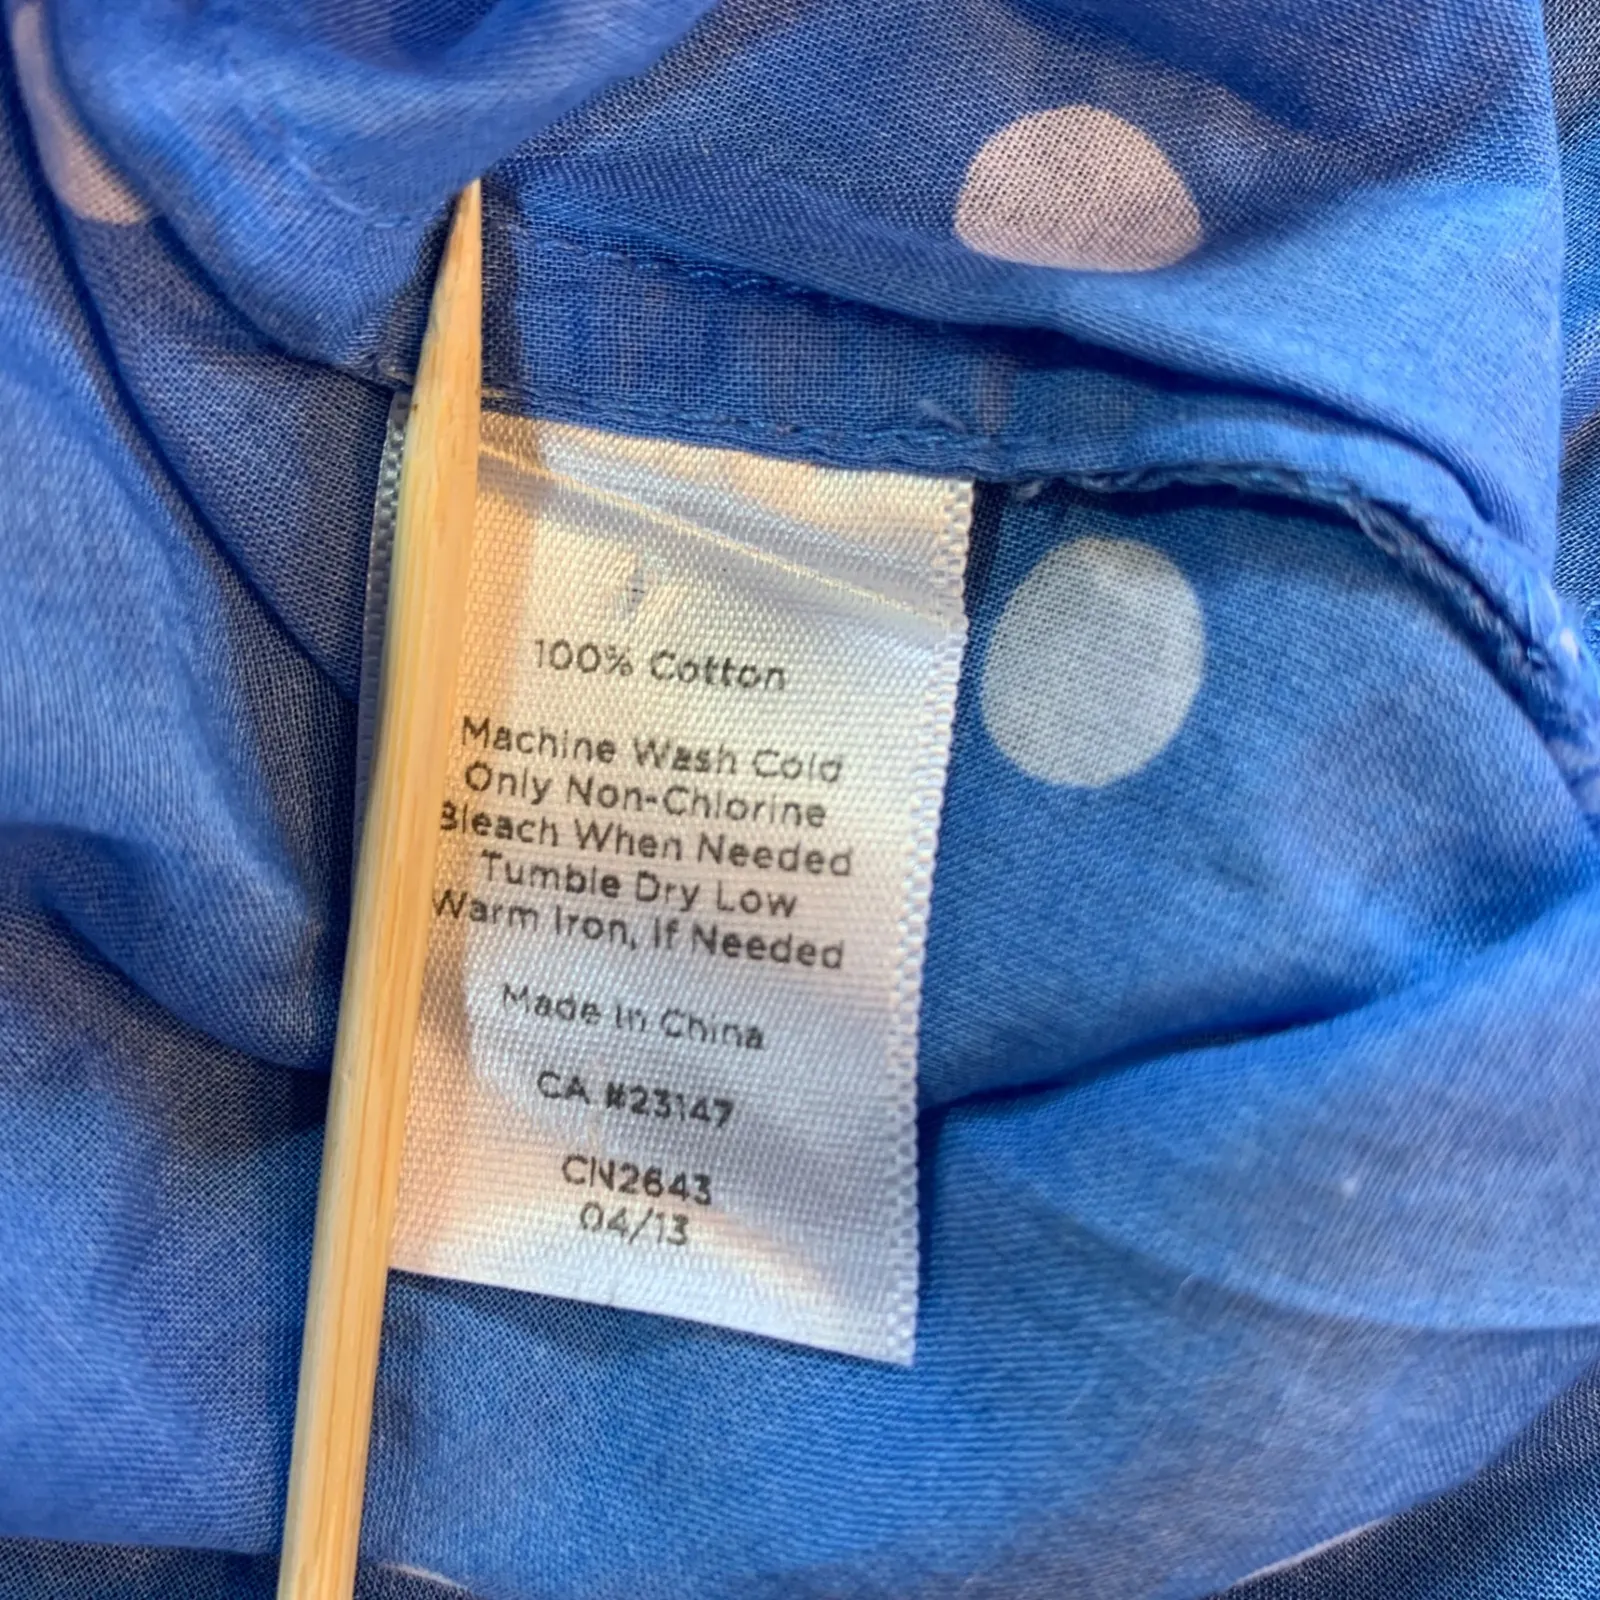 100% Cotton
Machine Wash Cold
Only Non-Chlorine
Bleach When Needed
Tumble Dry Low
Warm Iron, If Needed
Made In China
CA #23147
CN2643
04/13